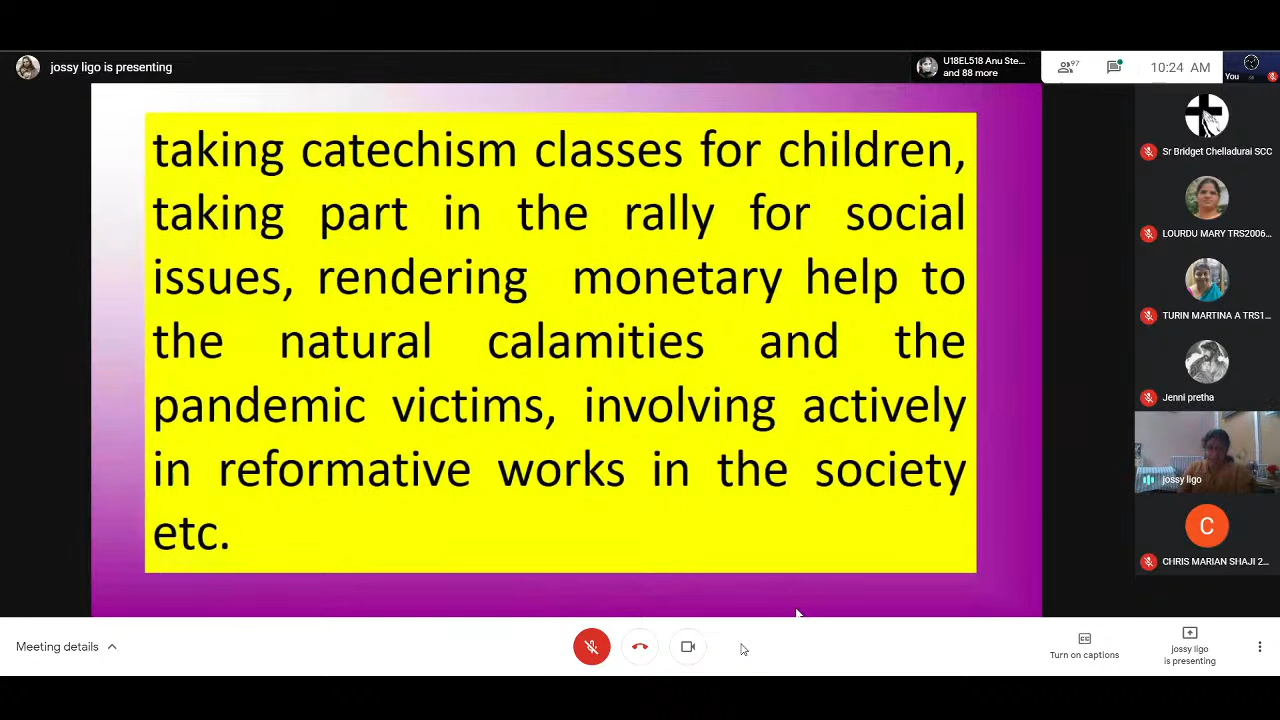 jossy ligo is presenting
U18EL518 Anu Ste...
and 88 more
97
10:24 AM
You
taking catechism classes for children,
taking part in the rally for social
issues, rendering monetary help to
the natural calamities and the
pandemic victims, involving actively
in reformative works in the society
etc.
Sr Bridget Chelladurai SCC
LOURDU MARY TRS2006...
TURIN MARTINA A TRS1...
Jenni pretha
jossy ligo
C
CHRIS MARIAN SHAJI 2...
Meeting details
Turn on captions
jossy ligo
is presenting